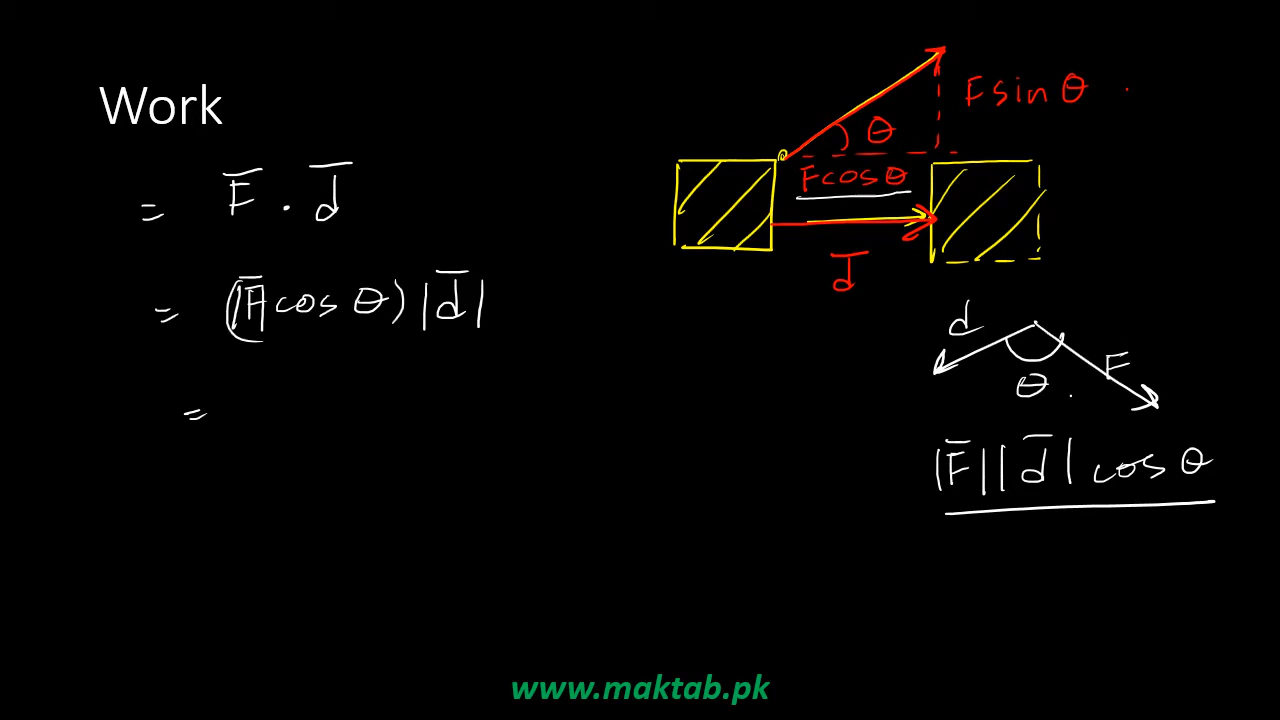 Work
= F̅ . d̅
= (|F̅|cos θ) |d̅|
=
F sin θ
θ
F cos θ
d̅
d
F
θ
|F̅| |d̅| cos θ
www.maktab.pk